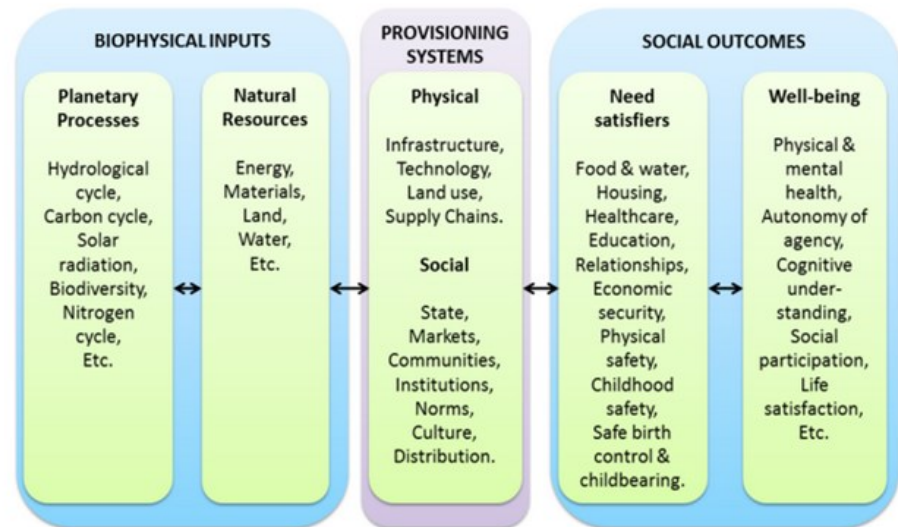 BIOPHYSICAL INPUTS
Planetary
Processes
Hydrological
cycle,
Carbon cycle,
Solar
radiation,
Biodiversity,
Nitrogen
cycle,
Etc.
Natural
Resources
Energy,
Materials,
Land,
Water,
Etc.
PROVISIONING
SYSTEMS
Physical
Infrastructure,
Technology,
Land use,
Supply Chains.
Social
State,
Markets,
Communities,
Institutions,
Norms,
Culture,
Distribution.
SOCIAL OUTCOMES
Need
satisfiers
Food & water,
Housing,
Healthcare,
Education,
Relationships,
Economic
security,
Physical
safety,
Childhood
safety,
Safe birth
control &
childbearing.
Well-being
Physical &
mental
health,
Autonomy of
agency,
Cognitive
under-
standing,
Social
participation,
Life
satisfaction,
Etc.